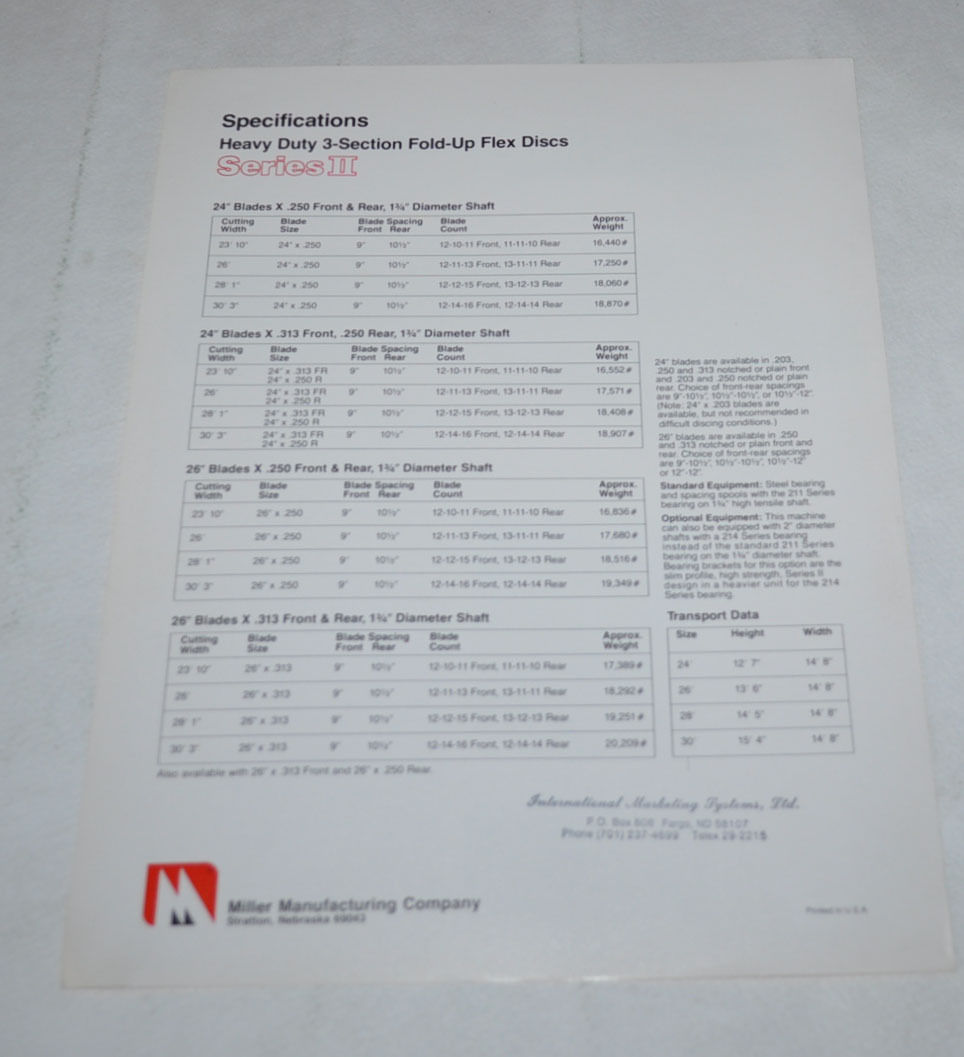 Specifications
Heavy Duty 3-Section Fold-Up Flex Discs
Series II
24" Blades X .250 Front & Rear, 1¾" Diameter Shaft
Cutting Width Blade Size Blade Spacing Front Rear Blade Count Approx. Weight
23' 10" 24" x .250 9" 10½" 12-10-11 Front, 11-11-10 Rear 16,440#
26' 24" x .250 9" 10½" 12-11-13 Front, 13-11-11 Rear 17,250#
28' 1" 24" x .250 9" 10½" 12-12-15 Front, 13-12-13 Rear 18,060#
30' 3" 24" x .250 9" 10½" 12-14-16 Front, 12-14-14 Rear 18,870#
24" Blades X .313 Front, .250 Rear, 1¾" Diameter Shaft
Cutting Width Blade Size Blade Spacing Front Rear Blade Count Approx. Weight
23' 10" 24" x .313 FR 9" 10½" 12-10-11 Front, 11-11-10 Rear 16,552#
24" x .250 R
26' 24" x .313 FR 9" 10½" 12-11-13 Front, 13-11-11 Rear 17,571#
24" x .250 R
28' 1" 24" x .313 FR 9" 10½" 12-12-15 Front, 13-12-13 Rear 18,408#
24" x .250 R
30' 3" 24" x .313 FR 9" 10½" 12-14-16 Front, 12-14-14 Rear 18,907#
24" x .250 R
26" Blades X .250 Front & Rear, 1¾" Diameter Shaft
Cutting Width Blade Size Blade Spacing Front Rear Blade Count Approx. Weight
23' 10" 26" x .250 9" 10½" 12-10-11 Front, 11-11-10 Rear 16,836#
26' 26" x .250 9" 10½" 12-11-13 Front, 13-11-11 Rear 17,680#
28' 1" 26" x .250 9" 10½" 12-12-15 Front, 13-12-13 Rear 18,516#
30' 3" 26" x .250 9" 10½" 12-14-16 Front, 12-14-14 Rear 19,349#
26" Blades X .313 Front & Rear, 1¾" Diameter Shaft
Cutting Width Blade Size Blade Spacing Front Rear Blade Count Approx. Weight
23' 10" 26" x .313 9" 10½" 12-10-11 Front, 11-11-10 Rear 17,389#
26' 26" x .313 9" 10½" 12-11-13 Front, 13-11-11 Rear 18,292#
28' 1" 26" x .313 9" 10½" 12-12-15 Front, 13-12-13 Rear 19,251#
30' 3" 26" x .313 9" 10½" 12-14-16 Front, 12-14-14 Rear 20,209#
Also available with 26" x .313 Front and 26" x .250 Rear.
24" blades are available in .203,
.250 and .313 notched or plain front
and .203 and .250 notched or plain
rear. Choice of front-rear spacings
are 9"-10½", 10½"-10½", or 10½"-12".
(Note: 24" x .203 blades are
available, but not recommended in
difficult discing conditions.)
26" blades are available in .250
and .313 notched or plain front and
rear. Choice of front-rear spacings
are 9"-10½", 10½"-10½", 10½"-12"
or 12"-12".
Standard Equipment: Steel bearing
and spacing spools with the 211 Series
bearing on 1¾" high tensile shaft.
Optional Equipment: This machine
can also be equipped with 2" diameter
shafts with a 214 Series bearing
instead of the standard 211 Series
bearing on the 1¾" diameter shaft.
Bearing brackets for this option are the
slim profile, high strength, Series II
design in a heavier unit for the 214
Series bearing.
Transport Data
Size Height Width
24' 12' 7" 14' 8"
26' 13' 6" 14' 8"
28' 14' 5" 14' 8"
30' 15' 4" 14' 8"
International Marketing Systems, Ltd.
P.O. Box 806 Fargo, ND 58107
Phone (701) 237-4699 Telex 29-2215
Miller Manufacturing Company
Stratton, Nebraska 69043
Printed in U.S.A.